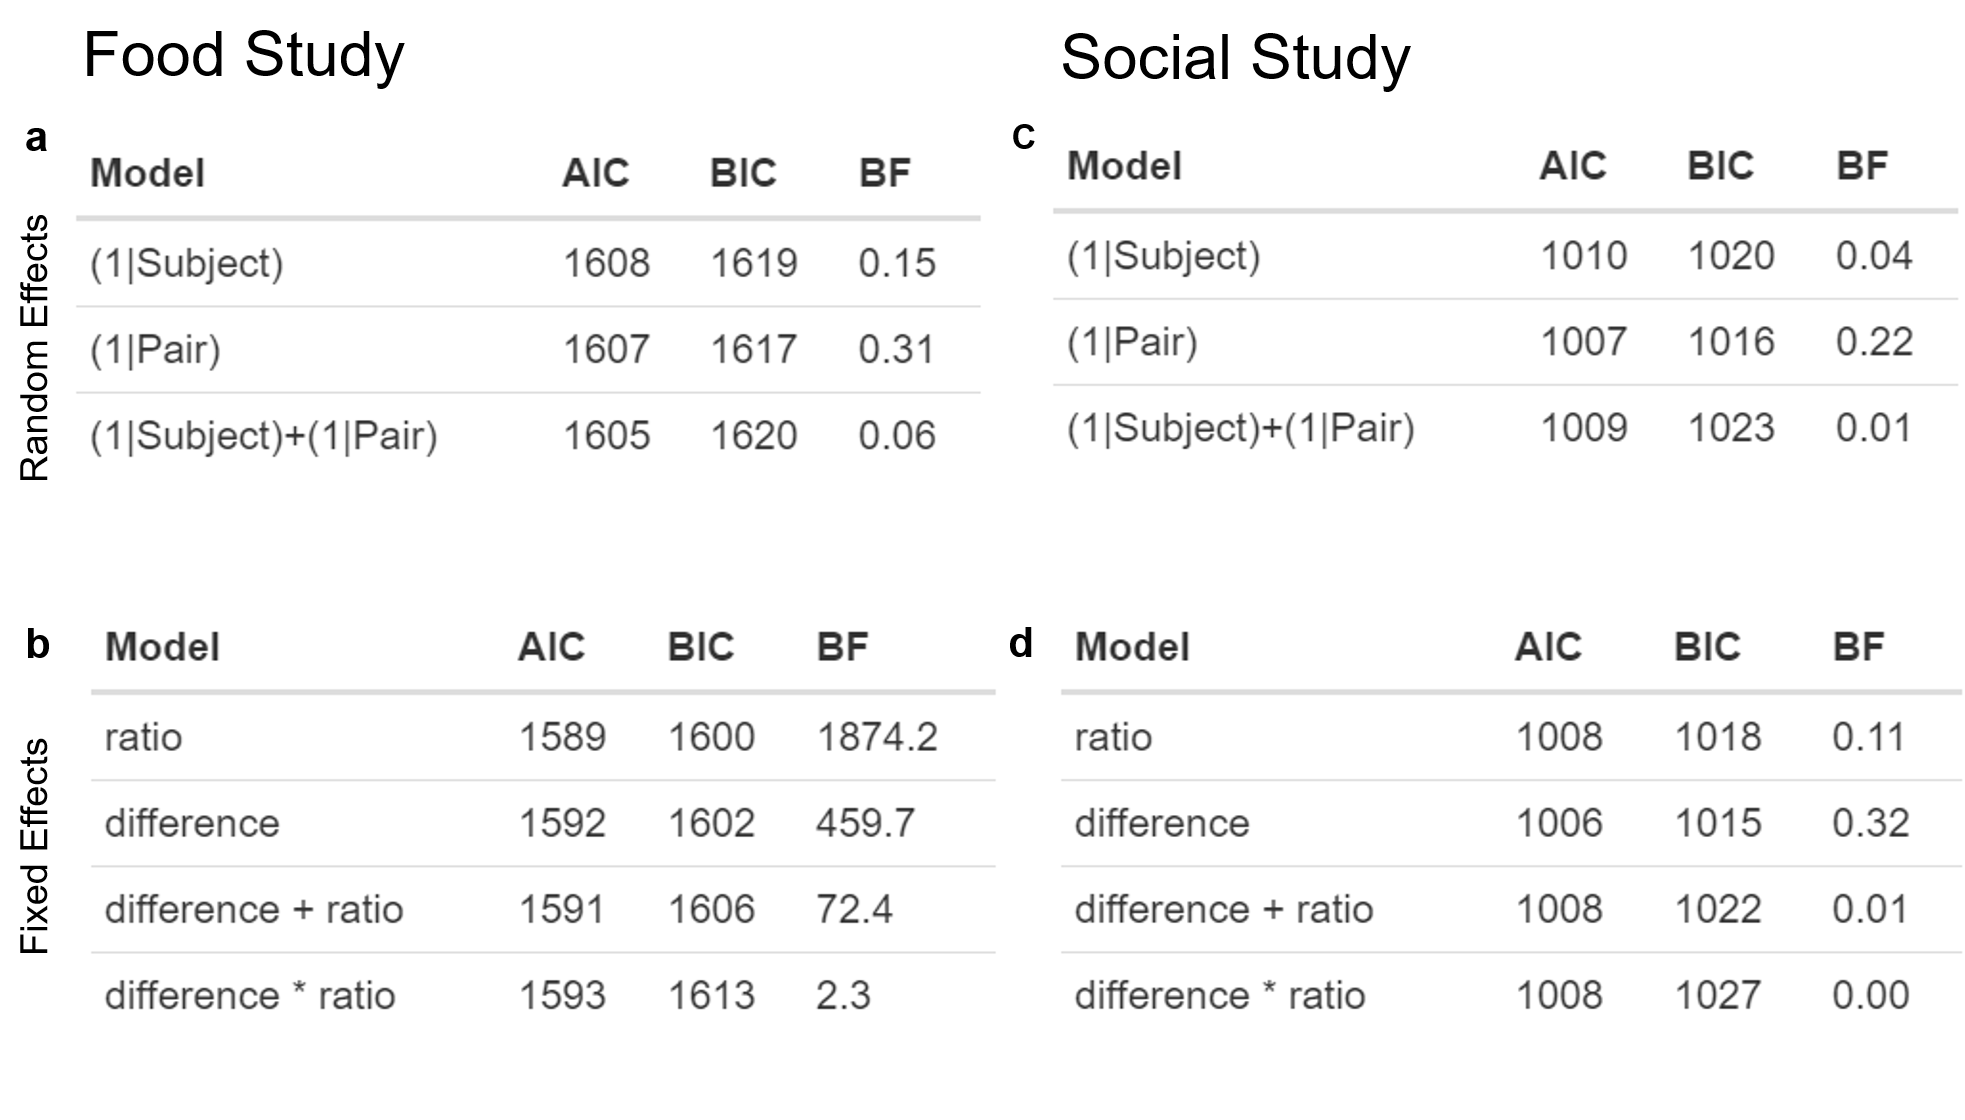 Food Study
a
Random Effects
Model AIC BIC BF
(1|Subject) 1608 1619 0.15
(1|Pair) 1607 1617 0.31
(1|Subject)+(1|Pair) 1605 1620 0.06
b
Fixed Effects
Model AIC BIC BF
ratio 1589 1600 1874.2
difference 1592 1602 459.7
difference + ratio 1591 1606 72.4
difference * ratio 1593 1613 2.3
Social Study
c
Model AIC BIC BF
(1|Subject) 1010 1020 0.04
(1|Pair) 1007 1016 0.22
(1|Subject)+(1|Pair) 1009 1023 0.01
d
Model AIC BIC BF
ratio 1008 1018 0.11
difference 1006 1015 0.32
difference + ratio 1008 1022 0.01
difference * ratio 1008 1027 0.00